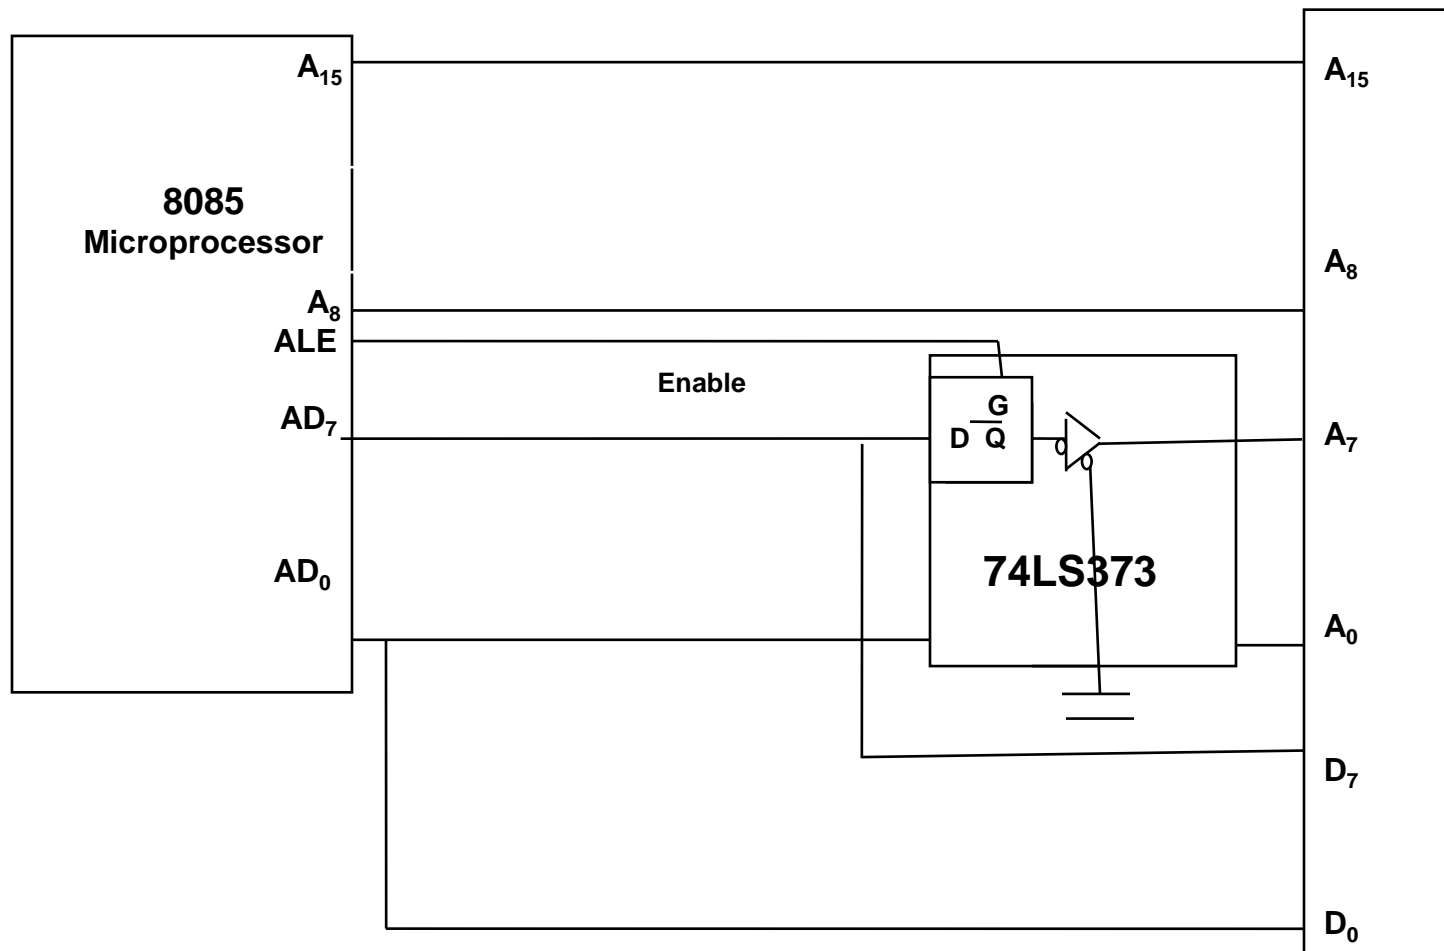 A₁₅
8085
Microprocessor
A₈
ALE
AD₇
AD₀
Enable
G
D Q̅
74LS373
A₁₅
A₈
A₇
A₀
D₇
D₀